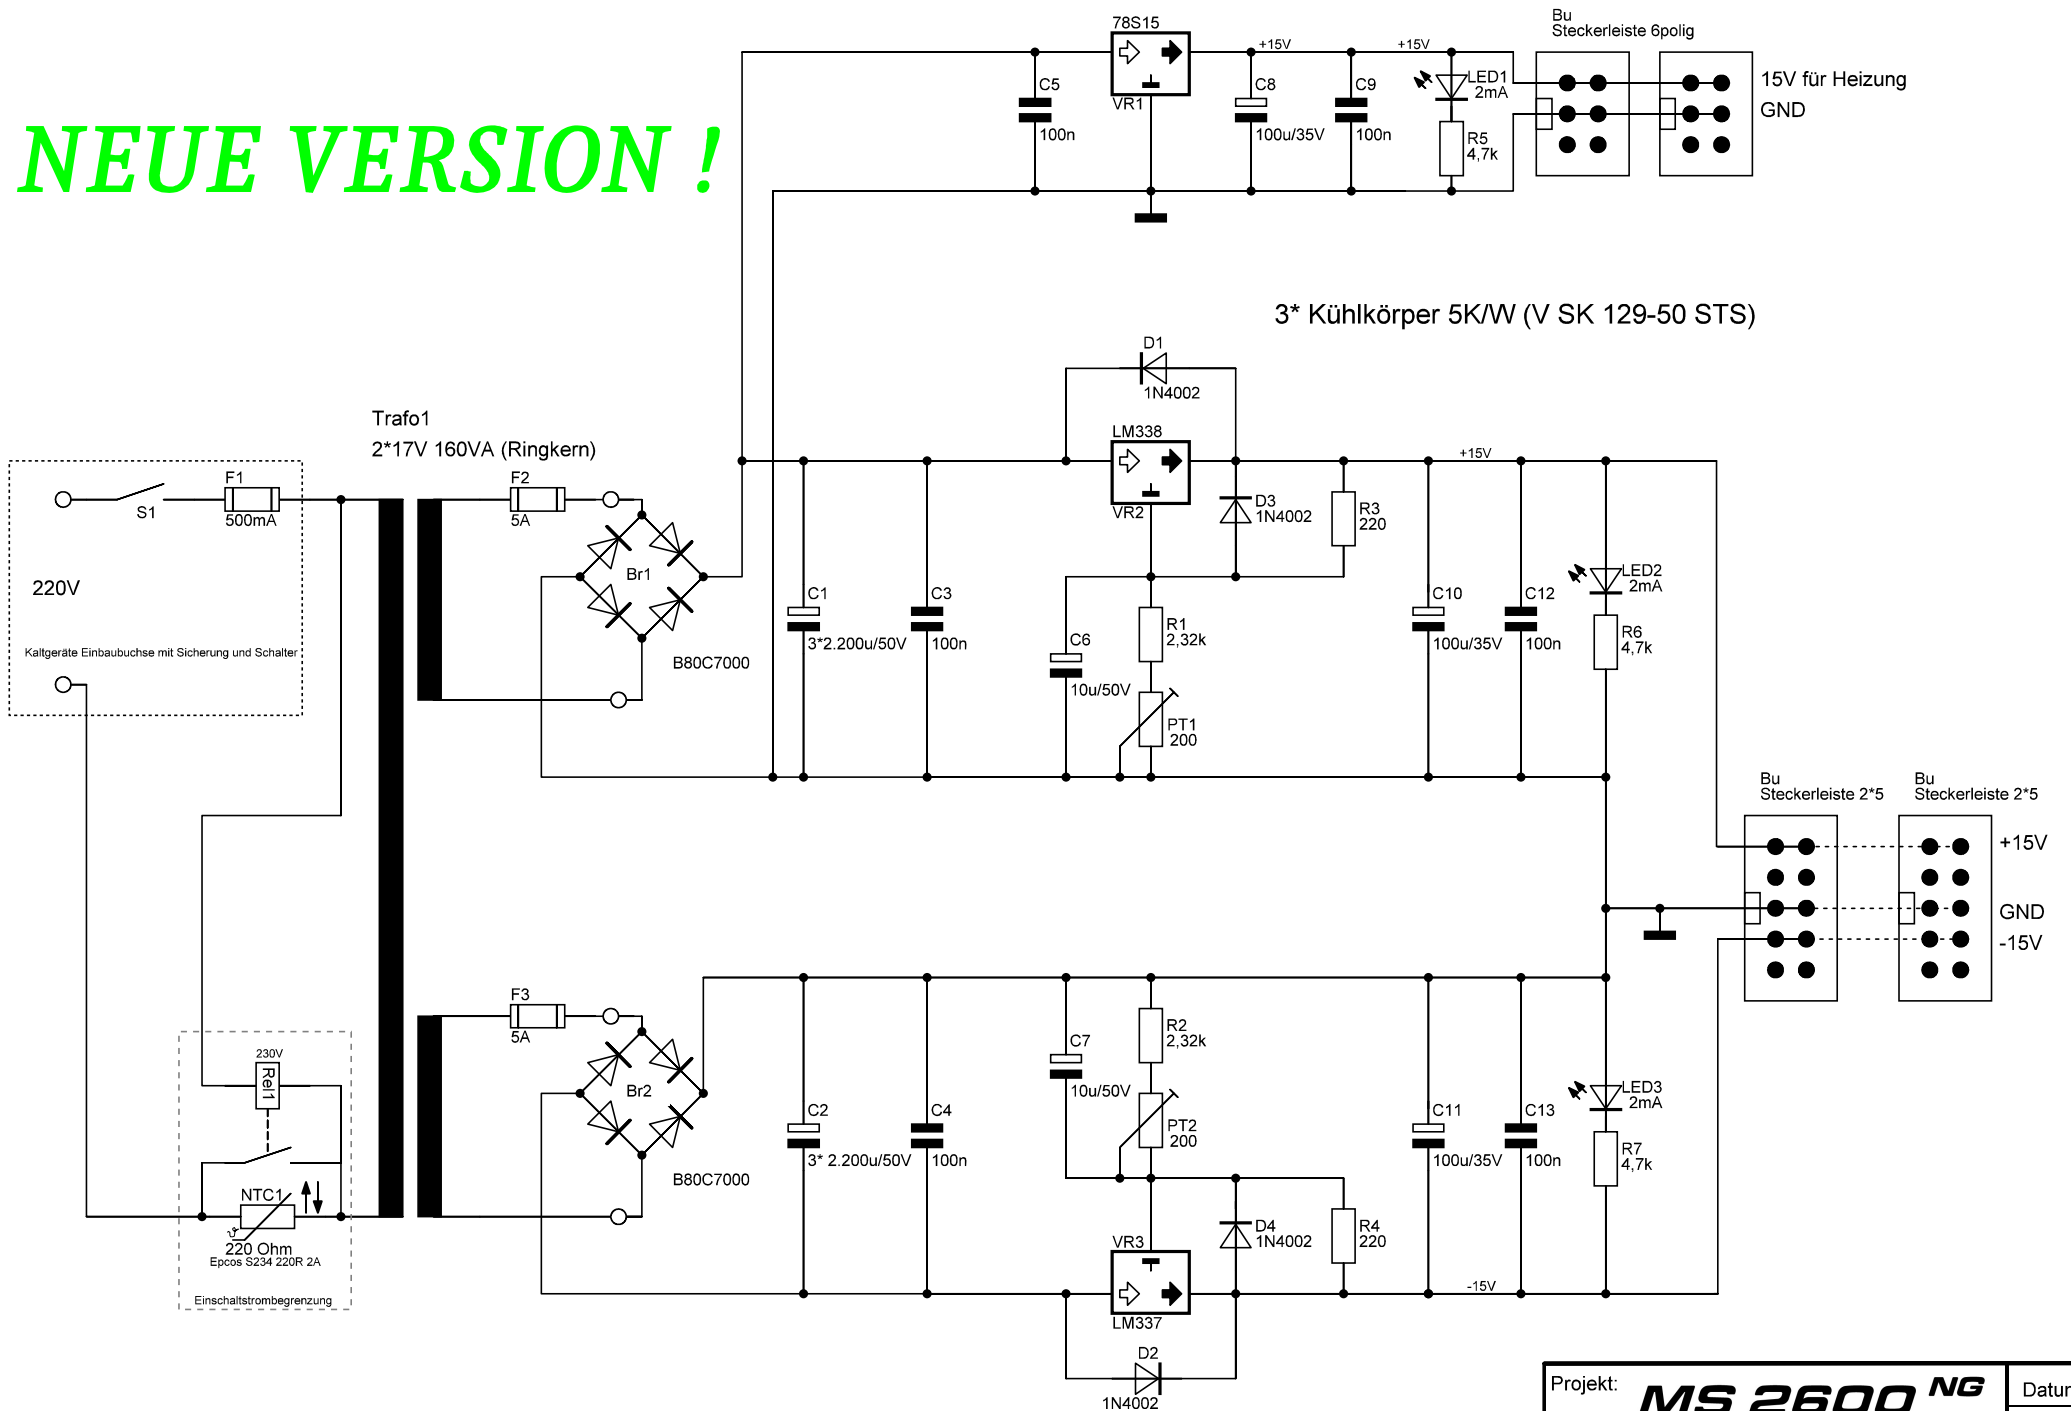 78S15
VR1
C5
100n
+15V
C8
100u/35V
+15V
C9
100n
LED1
2mA
R5
4,7k
Bu
Steckerleiste 6polig
15V für Heizung
GND
NEUE VERSION !
3* Kühlkörper 5K/W (V SK 129-50 STS)
D1
1N4002
Trafo1
2*17V 160VA (Ringkern)
LM338
VR2
+15V
F1
500mA
S1
F2
5A
D3
1N4002
R3
220
220V
Br1
B80C7000
C1
3*2.200u/50V
C3
100n
R1
2,32k
C6
10u/50V
PT1
200
C10
100u/35V
C12
100n
LED2
2mA
R6
4,7k
Kaltgeräte Einbaubuchse mit Sicherung und Schalter
Bu
Steckerleiste 2*5
Bu
Steckerleiste 2*5
+15V
GND
-15V
F3
5A
230V
Rel1
Br2
B80C7000
C2
3* 2.200u/50V
C4
100n
C7
10u/50V
R2
2,32k
PT2
200
C11
100u/35V
C13
100n
LED3
2mA
R7
4,7k
NTC1
220 Ohm
Epcos S234 220R 2A
Einschaltstrombegrenzung
VR3
LM337
D4
1N4002
R4
220
-15V
D2
1N4002
Projekt:
MS 2600 NG